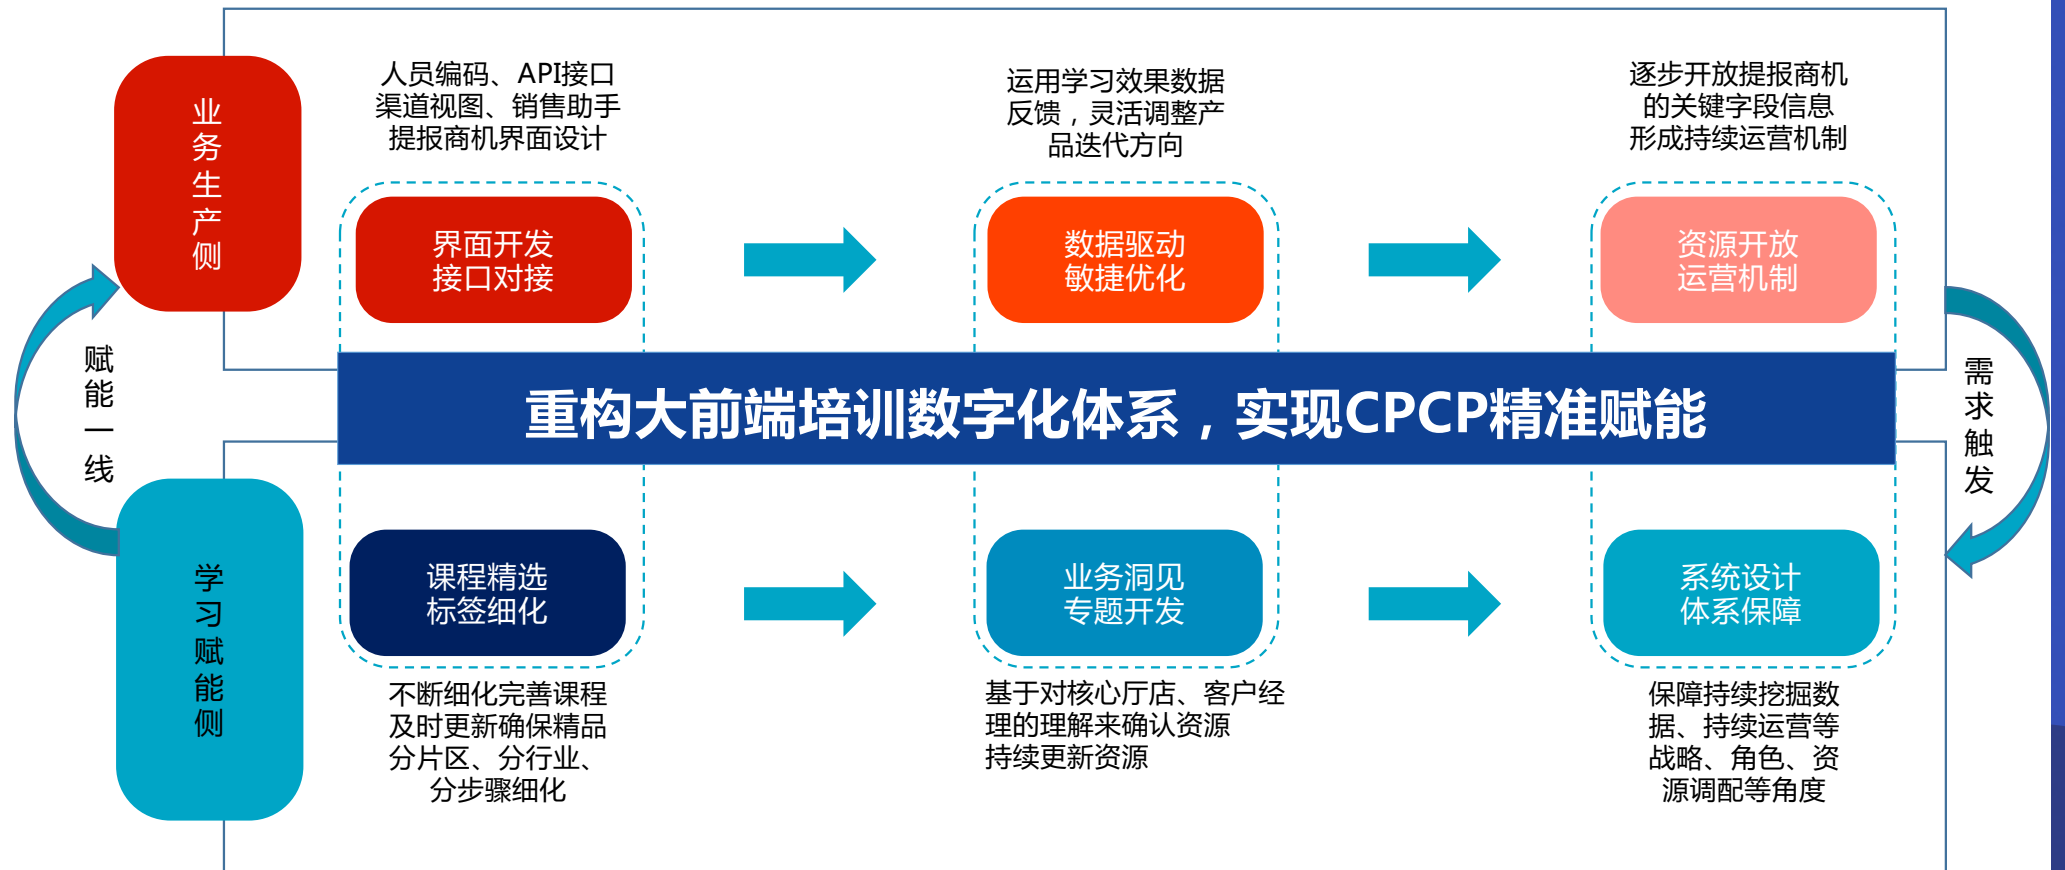 业务生产侧
人员编码、API接口
渠道视图、销售助手
提报商机界面设计
运用学习效果数据
反馈，灵活调整产
品迭代方向
逐步开放提报商机
的关键字段信息
形成持续运营机制
界面开发
接口对接
数据驱动
敏捷优化
资源开放
运营机制
赋能一线
重构大前端培训数字化体系，实现CPCP精准赋能
需求触发
学习赋能侧
课程精选
标签细化
业务洞见
专题开发
系统设计
体系保障
不断细化完善课程
及时更新确保精品
分片区、分行业、
分步骤细化
基于对核心厅店、客户经
理的理解来确认资源
持续更新资源
保障持续挖掘数
据、持续运营等
战略、角色、资
源调配等角度